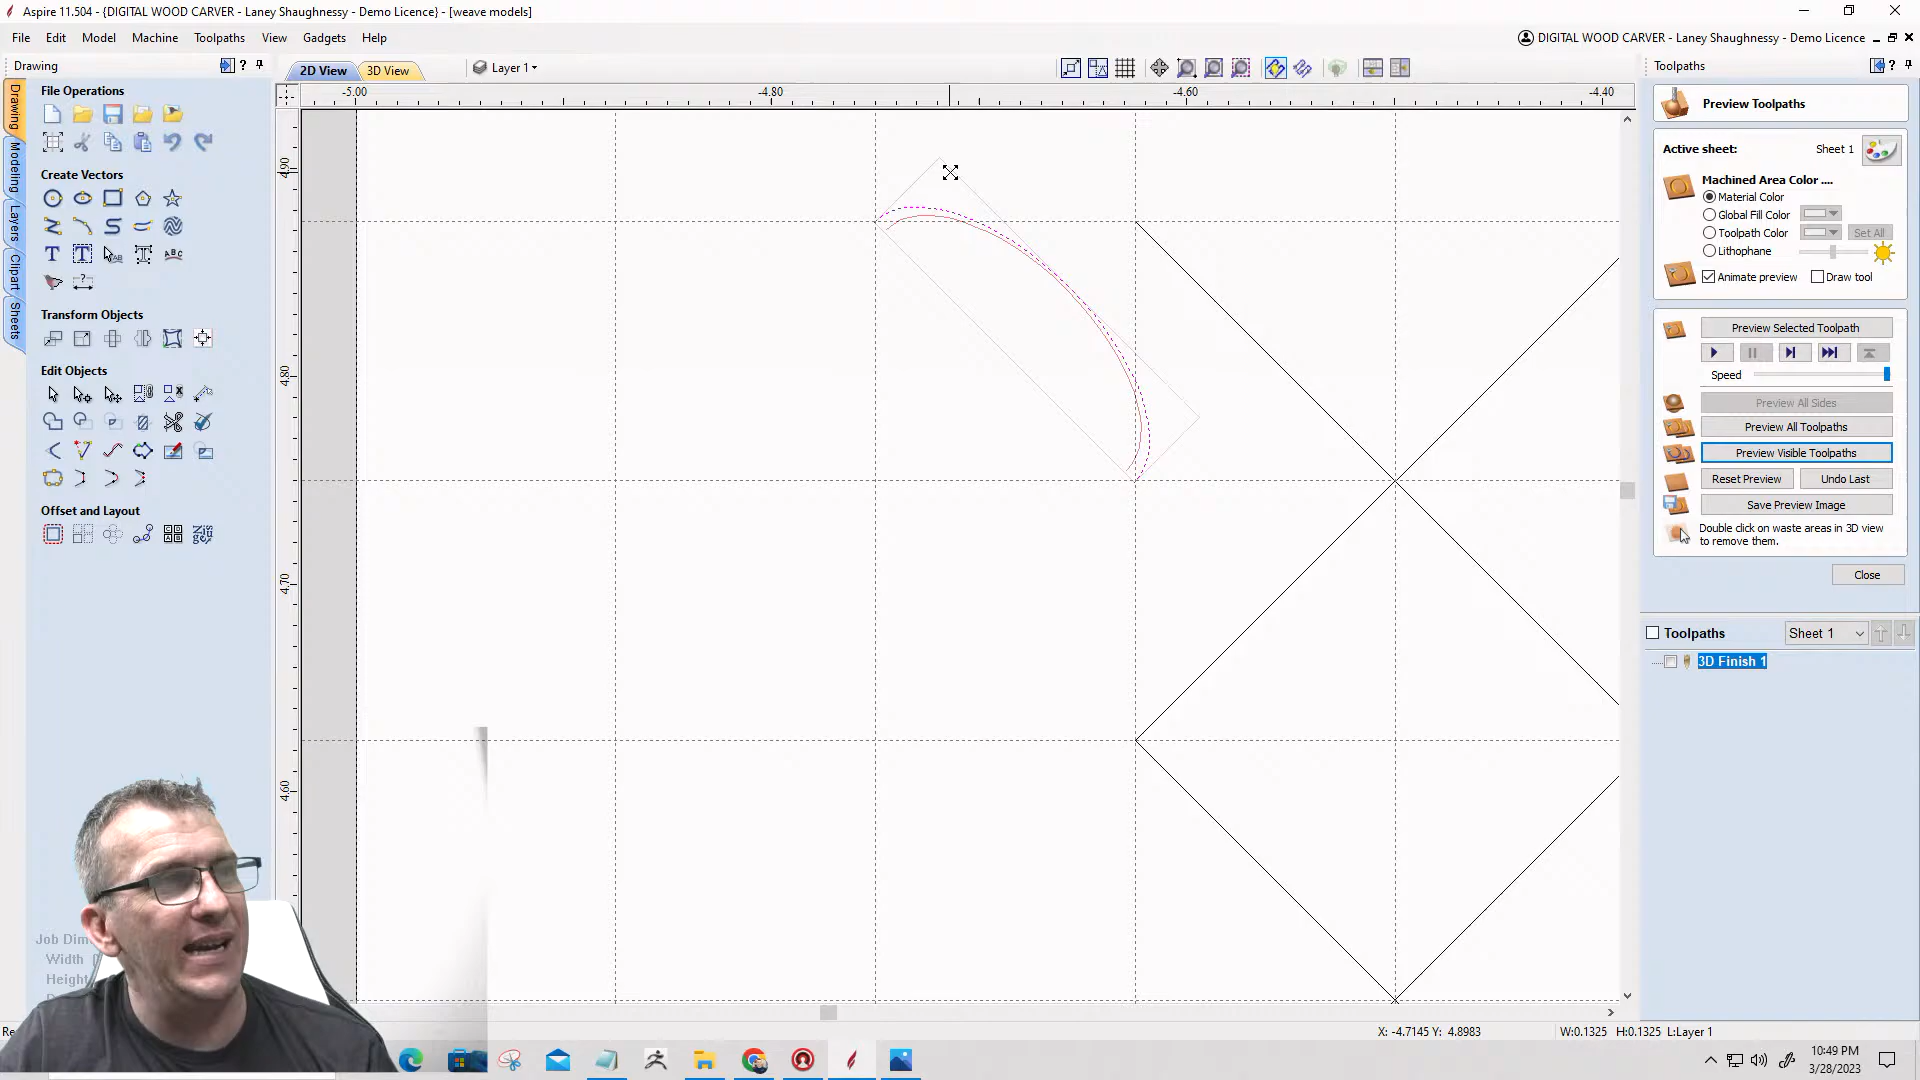 Aspire 11.504 - {DIGITAL WOOD CARVER - Laney Shaughnessy - Demo Licence} - [weave models]
File Edit Model Machine Toolpaths View Gadgets Help
DIGITAL WOOD CARVER - Laney Shaughnessy - Demo Licence
Drawing
2D View
3D View
Layer 1
Toolpaths
Drawing
Modeling
Layers
Clipart
Sheets
File Operations
Create Vectors
Transform Objects
Edit Objects
Offset and Layout
Job Dim
Width
Height
-5.00
-4.80
-4.60
-4.40
4.90
4.80
4.70
4.60
Preview Toolpaths
Active sheet: Sheet 1
Machined Area Color ....
Material Color
Global Fill Color
Toolpath Color
Set All
Lithophane
Animate preview
Draw tool
Preview Selected Toolpath
Speed
Preview All Sides
Preview All Toolpaths
Preview Visible Toolpaths
Reset Preview
Undo Last
Save Preview Image
Double click on waste areas in 3D view
to remove them.
Close
Toolpaths
Sheet 1
3D Finish 1
X: -4.7145 Y: 4.8983
W:0.1325 H:0.1325 L:Layer 1
10:49 PM
3/28/2023